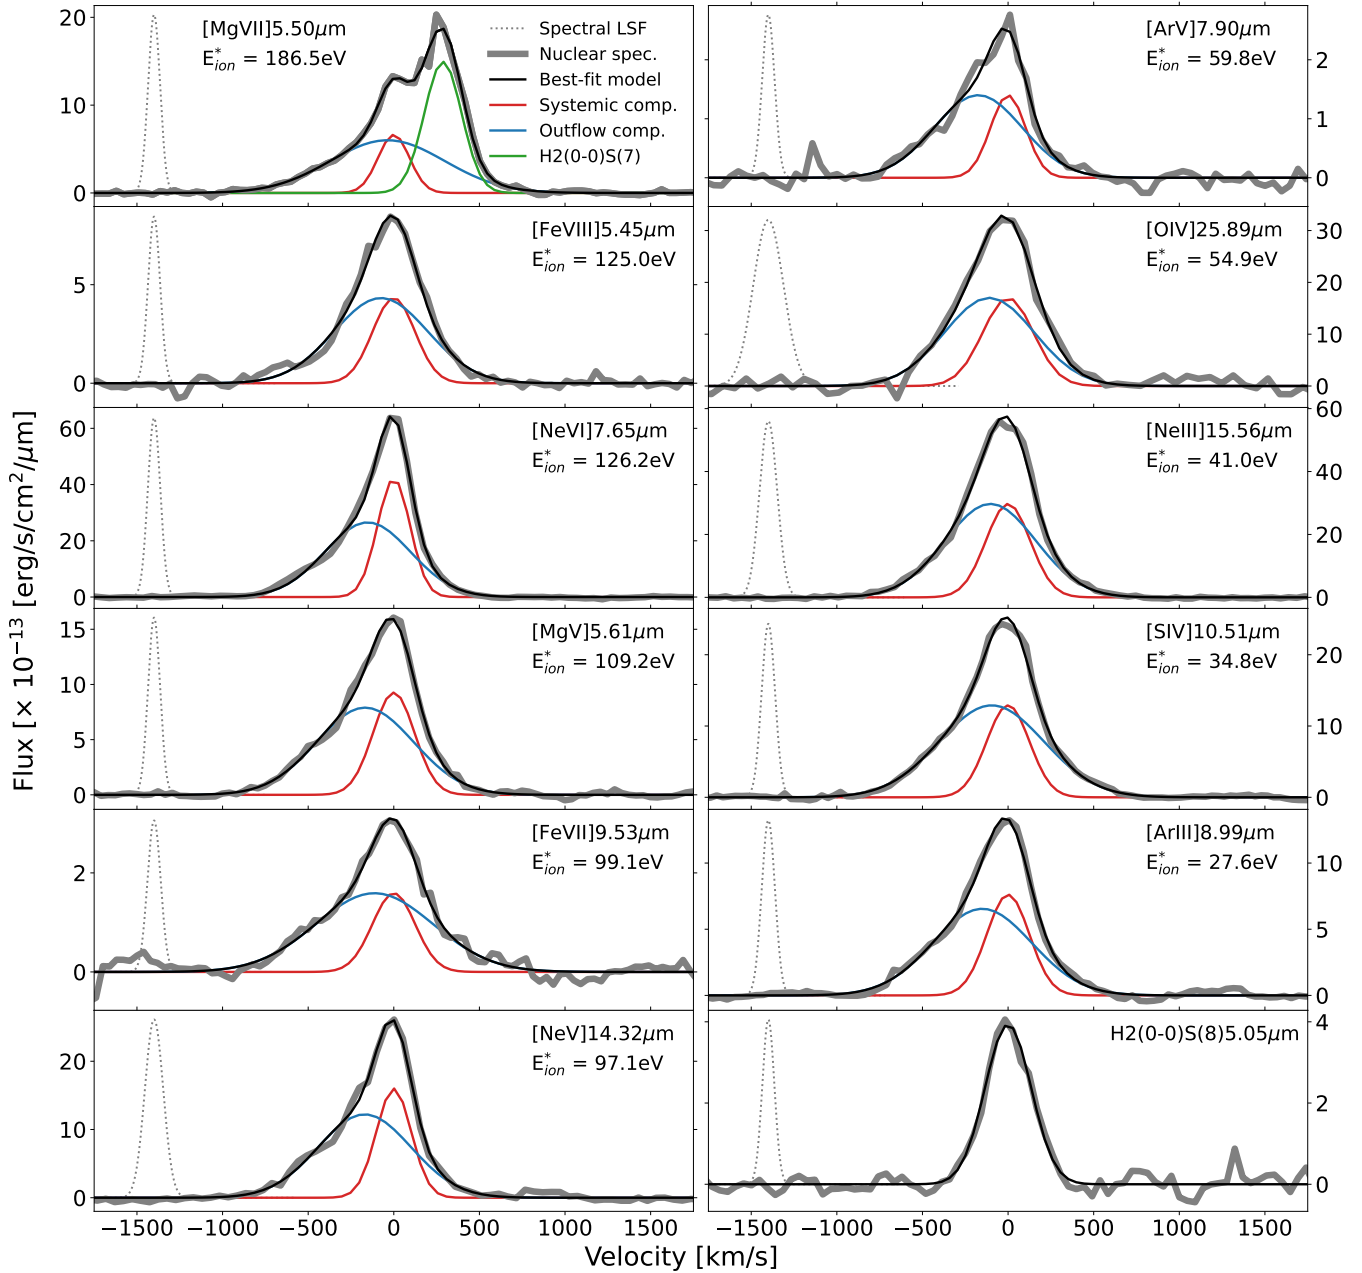 [MgVII]5.50μm
E*ion = 186.5eV
Spectral LSF
Nuclear spec.
Best-fit model
Systemic comp.
Outflow comp.
H2(0-0)S(7)
20
10
0
[ArV]7.90μm
E*ion = 59.8eV
2
1
0
[FeVIII]5.45μm
E*ion = 125.0eV
5
0
[OIV]25.89μm
E*ion = 54.9eV
30
20
10
0
[NeVI]7.65μm
E*ion = 126.2eV
60
40
20
0
[NeIII]15.56μm
E*ion = 41.0eV
60
40
20
0
[MgV]5.61μm
E*ion = 109.2eV
15
10
5
0
[SIV]10.51μm
E*ion = 34.8eV
20
10
0
[FeVII]9.53μm
E*ion = 99.1eV
2
0
[ArIII]8.99μm
E*ion = 27.6eV
10
5
0
[NeV]14.32μm
E*ion = 97.1eV
20
10
0
H2(0-0)S(8)5.05μm
4
2
0
−1500 −1000 −500 0 500 1000 1500
−1500 −1000 −500 0 500 1000 1500
Velocity [km/s]
Flux [× 10−13 [erg/s/cm2/μm]